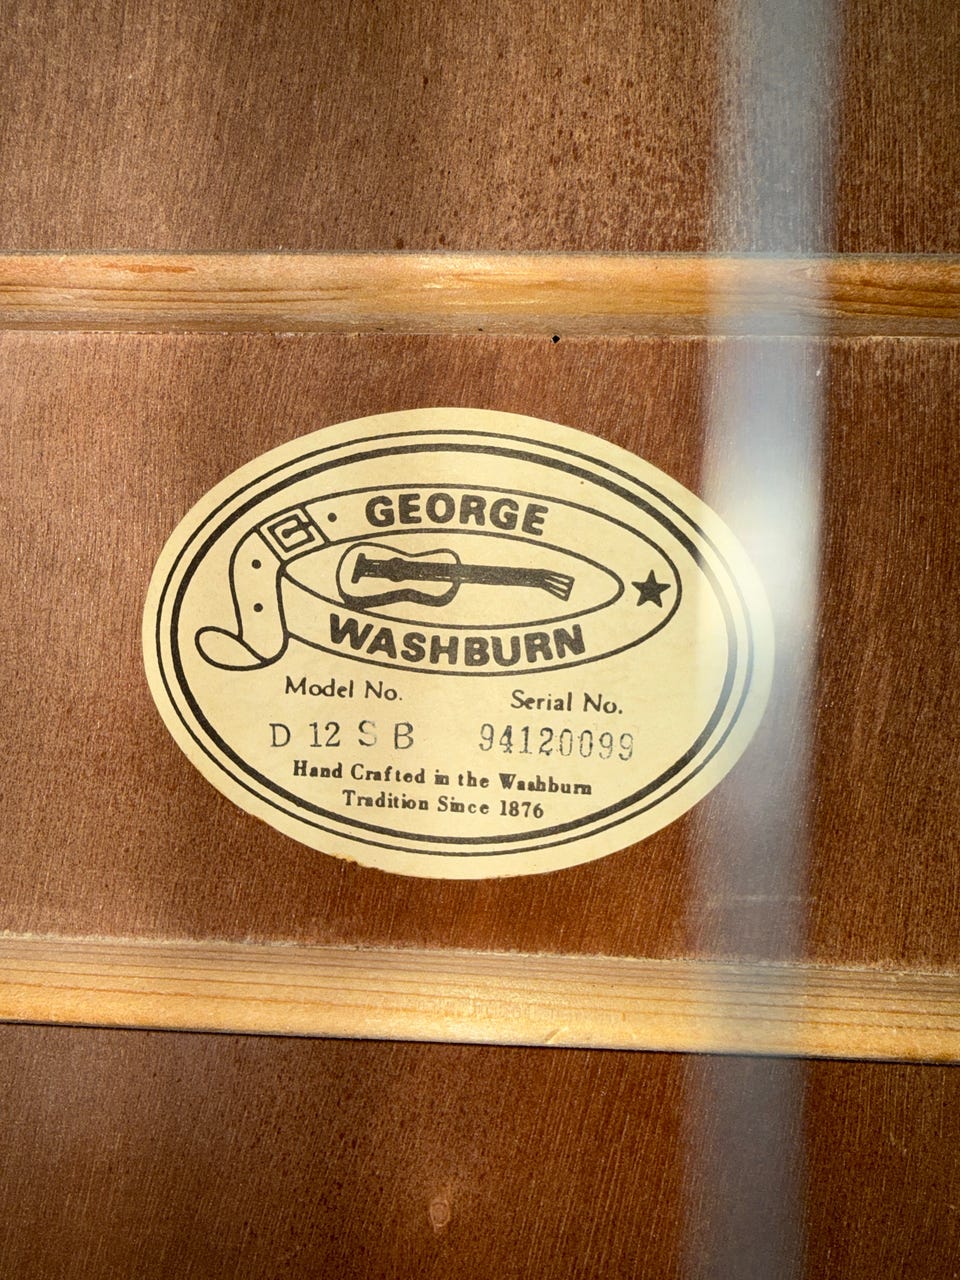 GEORGE
WASHBURN
Model No. Serial No.
D 12 S B 94120099
Hand Crafted in the Washburn
Tradition Since 1876